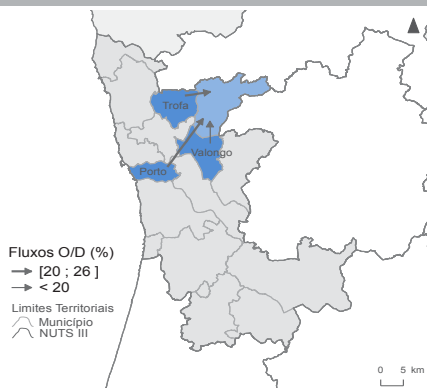 Trofa
Valongo
Porto
Fluxos O/D (%)
[20 ; 26 ]
< 20
Limites Territoriais
Município
NUTS III
0 5 km